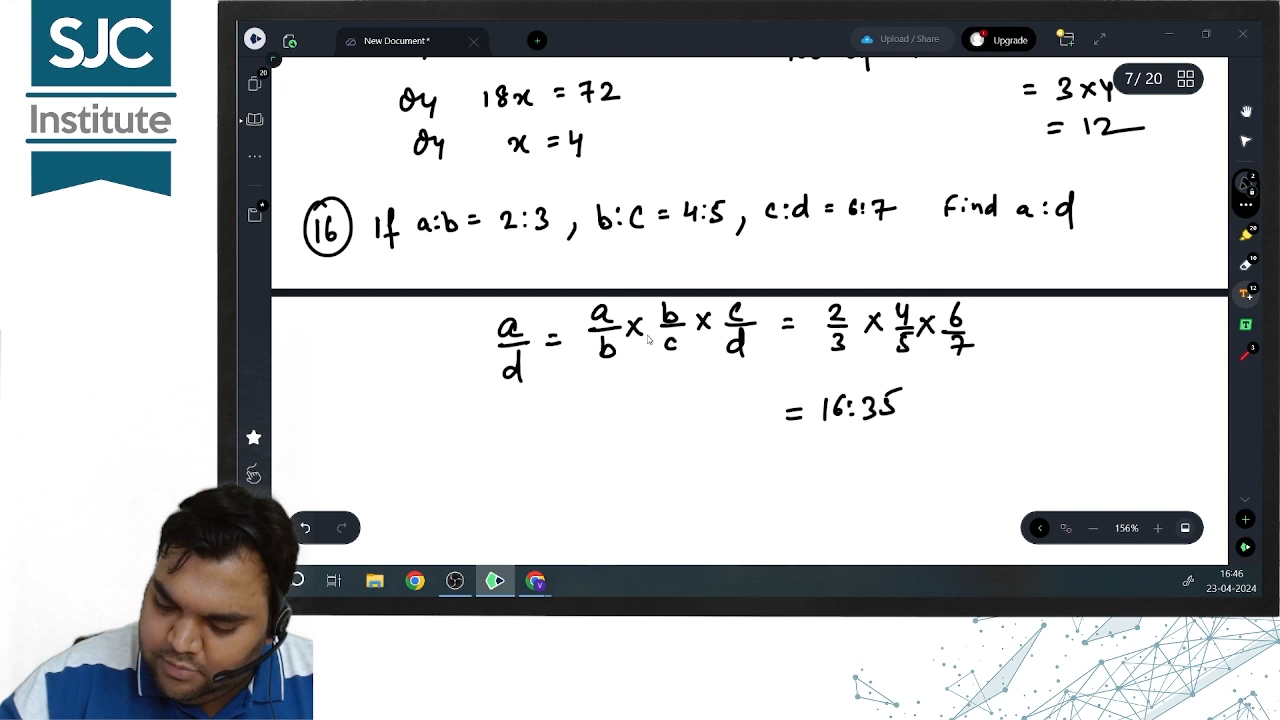 SJC
Institute
New Document*
Upload / Share
Upgrade
7/ 20
or 18x = 72
= 3 x 4
or x = 4
= 12
16 If a:b = 2:3, b:c = 4:5, c:d = 6:7 Find a:d
a/d = a/b x b/c x c/d = 2/3 x 4/5 x 6/7
= 16:35
156%
16:46
23-04-2024